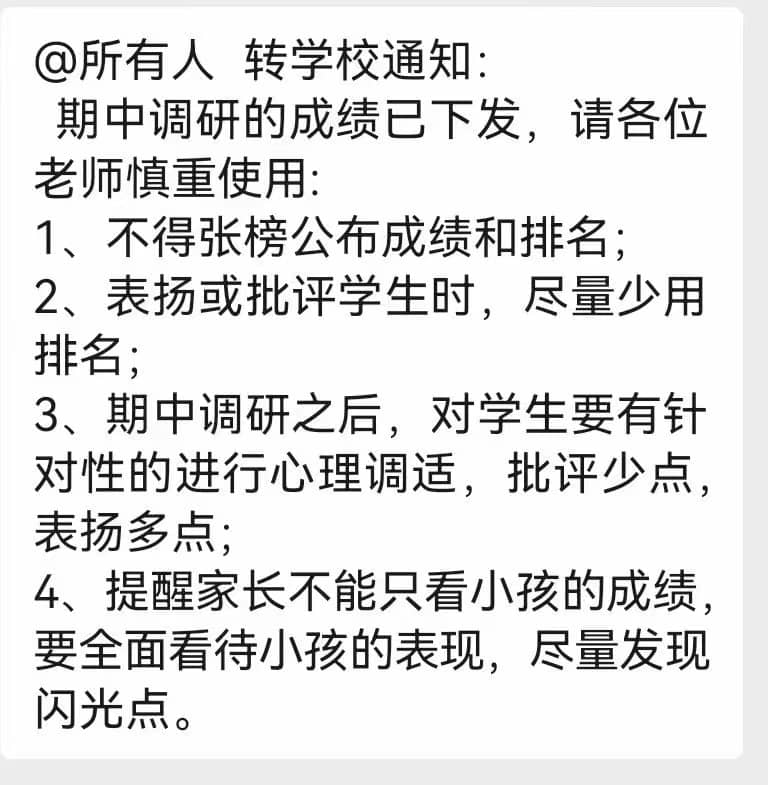 @所有人 转学校通知:
期中调研的成绩已下发，请各位
老师慎重使用:
1、不得张榜公布成绩和排名;
2、表扬或批评学生时，尽量少用
排名;
3、期中调研之后，对学生要有针
对性的进行心理调适，批评少点，
表扬多点;
4、提醒家长不能只看小孩的成绩，
要全面看待小孩的表现，尽量发现
闪光点。